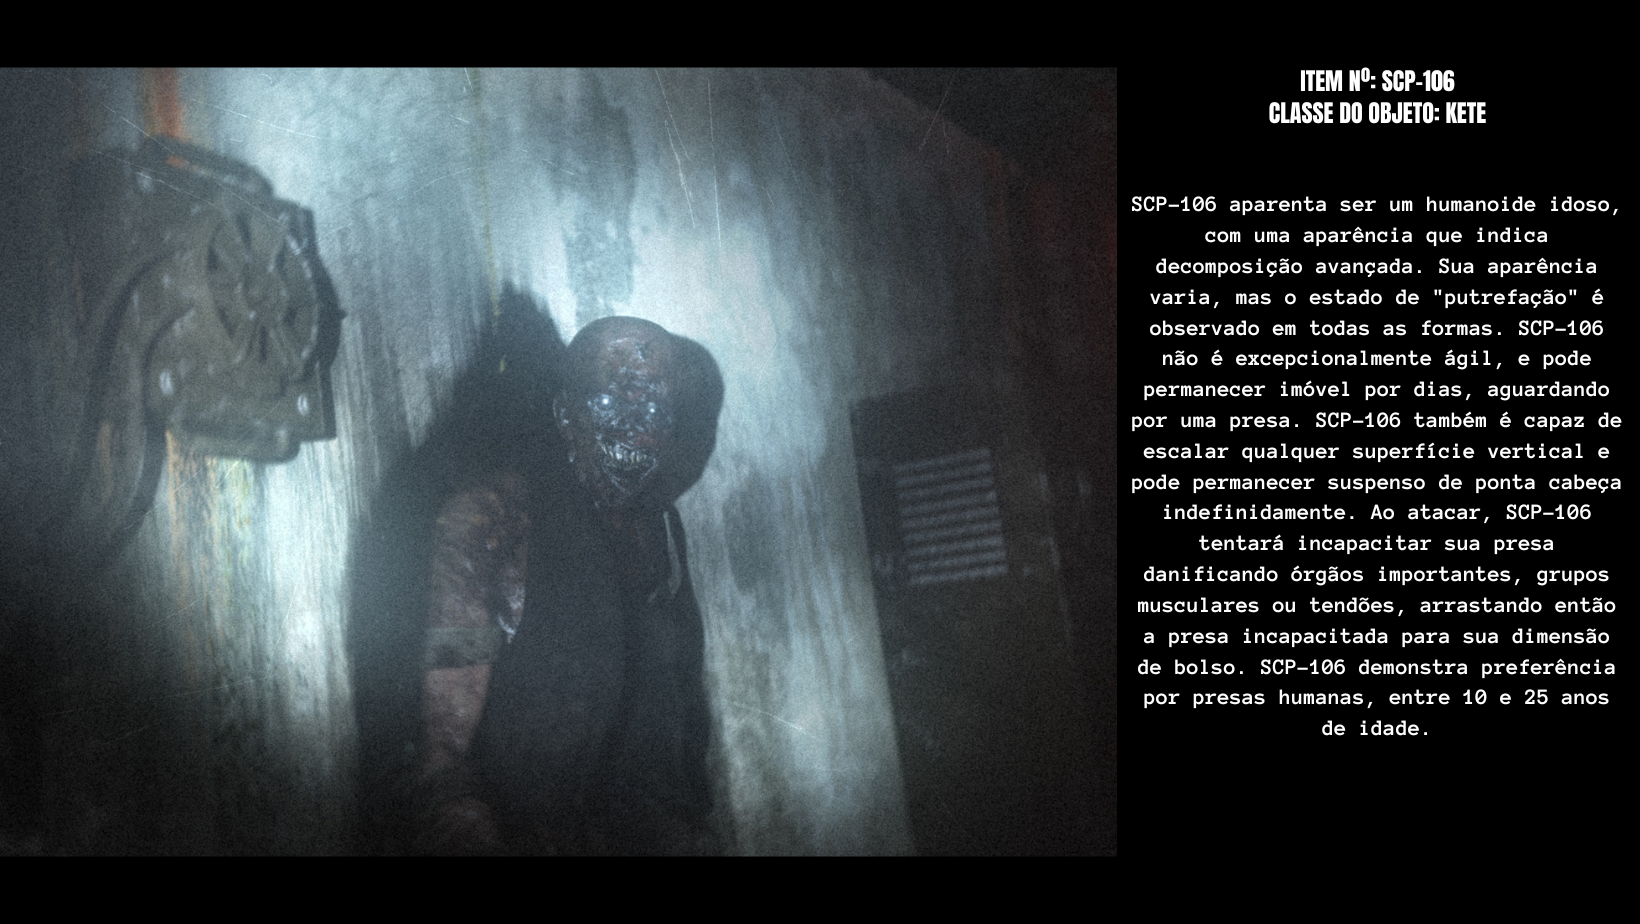 ITEM Nº: SCP-106
CLASSE DO OBJETO: KETE
SCP-106 aparenta ser um humanoide idoso,
com uma aparência que indica
decomposição avançada. Sua aparência
varia, mas o estado de "putrefação" é
observado em todas as formas. SCP-106
não é excepcionalmente ágil, e pode
permanecer imóvel por dias, aguardando
por uma presa. SCP-106 também é capaz de
escalar qualquer superfície vertical e
pode permanecer suspenso de ponta cabeça
indefinidamente. Ao atacar, SCP-106
tentará incapacitar sua presa
danificando órgãos importantes, grupos
musculares ou tendões, arrastando então
a presa incapacitada para sua dimensão
de bolso. SCP-106 demonstra preferência
por presas humanas, entre 10 e 25 anos
de idade.